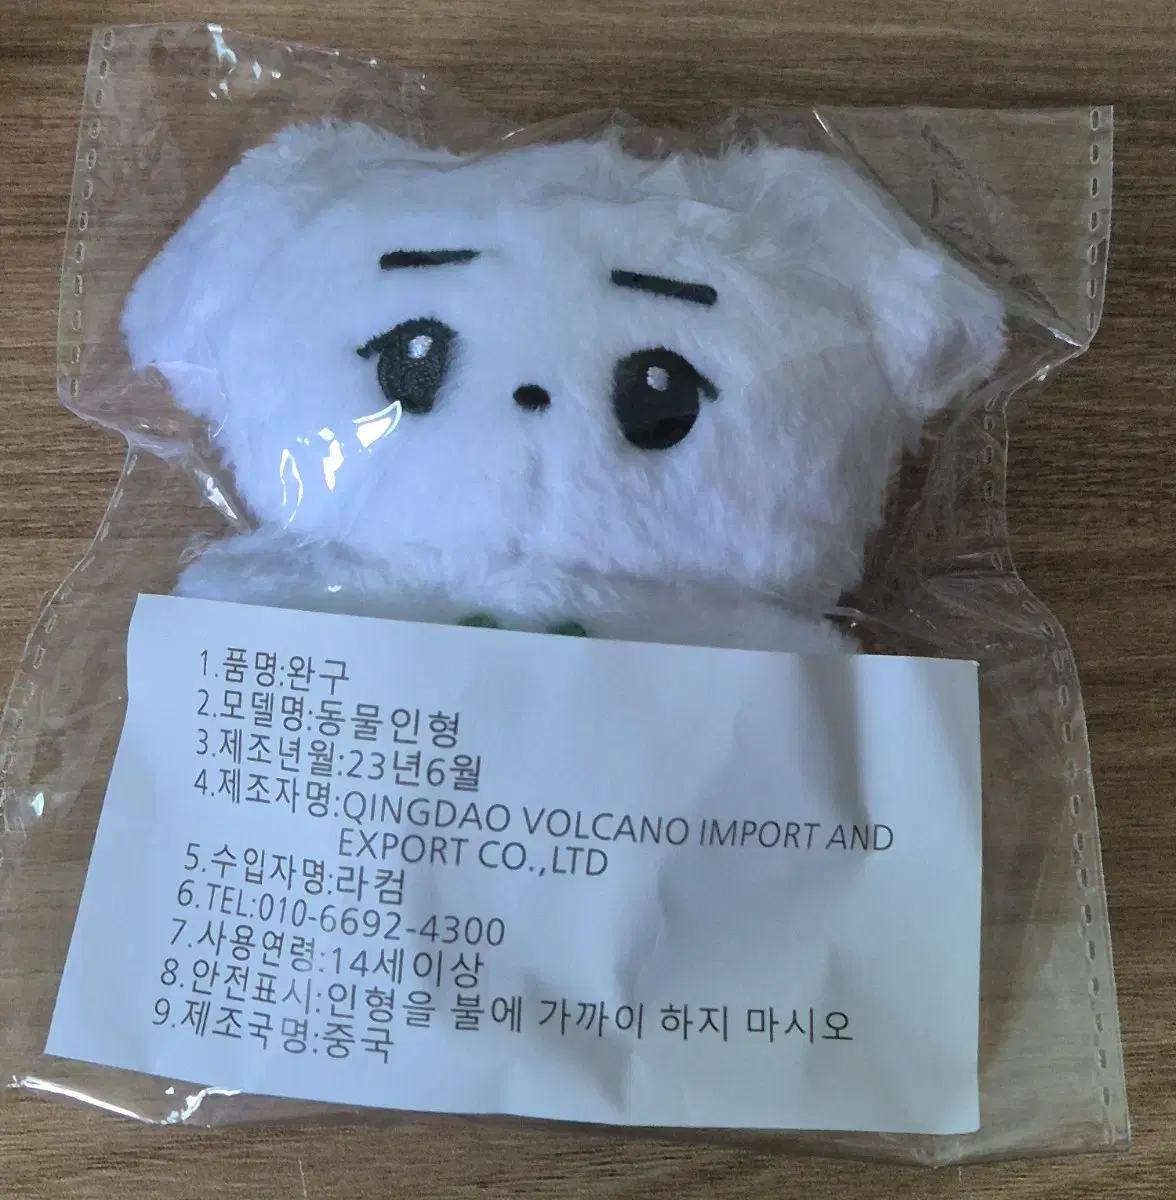 1.품명:완구
2.모델명:동물인형
3.제조년월:23년6월
4.제조자명:QINGDAO VOLCANO IMPORT AND
EXPORT CO.,LTD
5.수입자명:라컴
6.TEL:010-6692-4300
7.사용연령:14세이상
8.안전표시:인형을 불에 가까이 하지 마시오
9.제조국명:중국